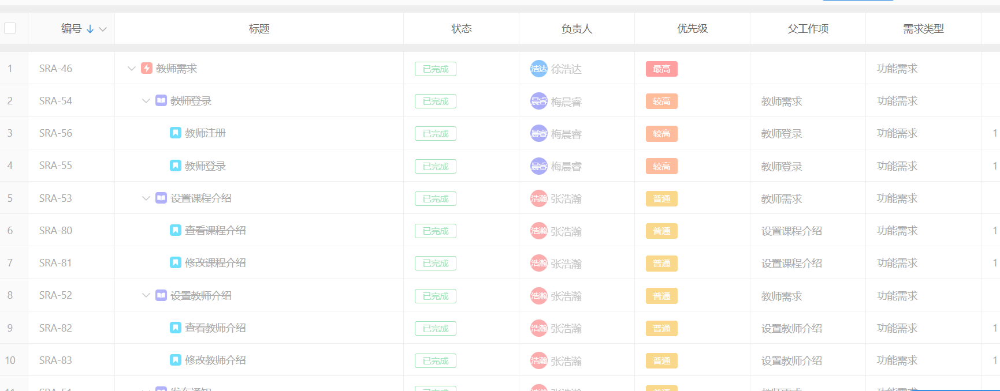 编号 标题 状态 负责人 优先级 父工作项 需求类型
1 SRA-46 教师需求 已完成 浩达 徐浩达 最高 功能需求
2 SRA-54 教师登录 已完成 晨睿 梅晨睿 较高 教师需求 功能需求
3 SRA-56 教师注册 已完成 晨睿 梅晨睿 较高 教师登录 功能需求 1
4 SRA-55 教师登录 已完成 晨睿 梅晨睿 较高 教师登录 功能需求 1
5 SRA-53 设置课程介绍 已完成 浩瀚 张浩瀚 普通 教师需求 功能需求
6 SRA-80 查看课程介绍 已完成 浩瀚 张浩瀚 普通 设置课程介绍 功能需求 1
7 SRA-81 修改课程介绍 已完成 浩瀚 张浩瀚 普通 设置课程介绍 功能需求 1
8 SRA-52 设置教师介绍 已完成 浩瀚 张浩瀚 普通 教师需求 功能需求
9 SRA-82 查看教师介绍 已完成 浩瀚 张浩瀚 普通 设置教师介绍 功能需求 1
10 SRA-83 修改教师介绍 已完成 浩瀚 张浩瀚 普通 设置教师介绍 功能需求 1